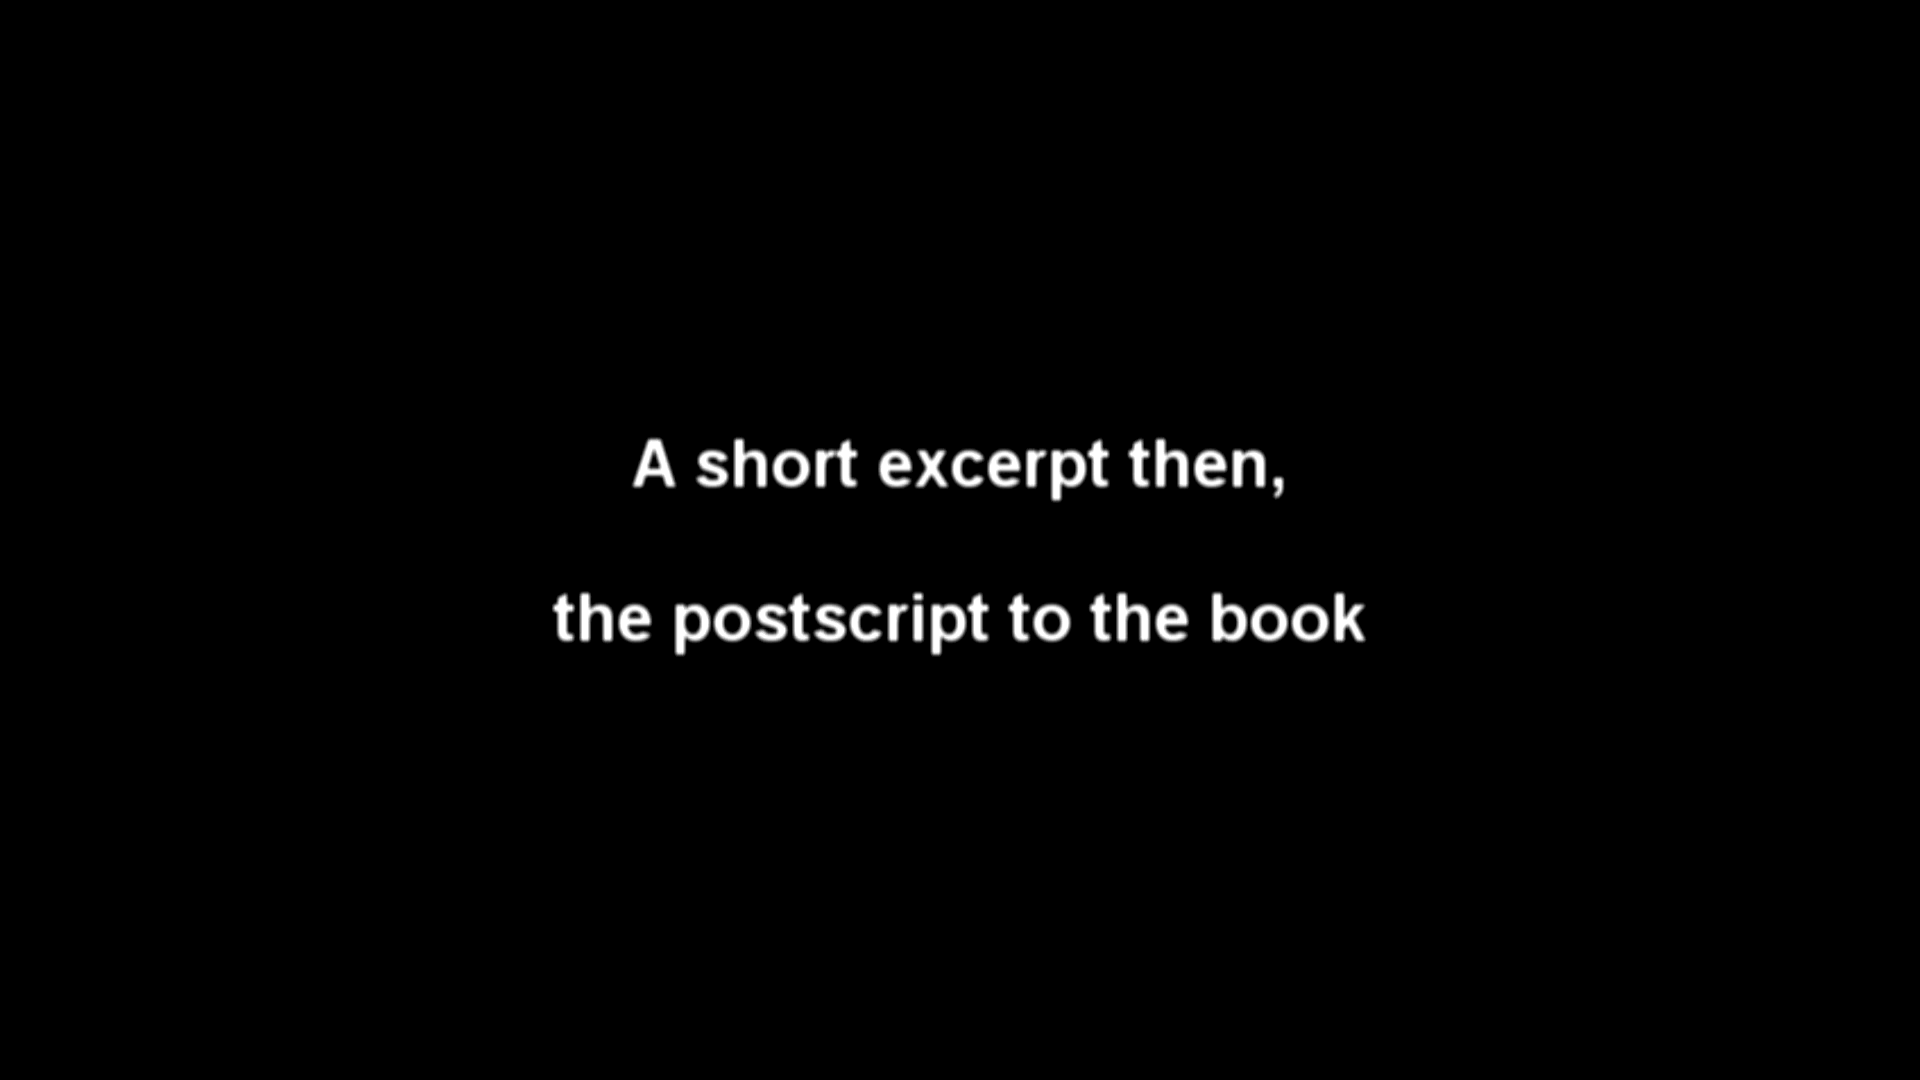 A short excerpt then,
the postscript to the book